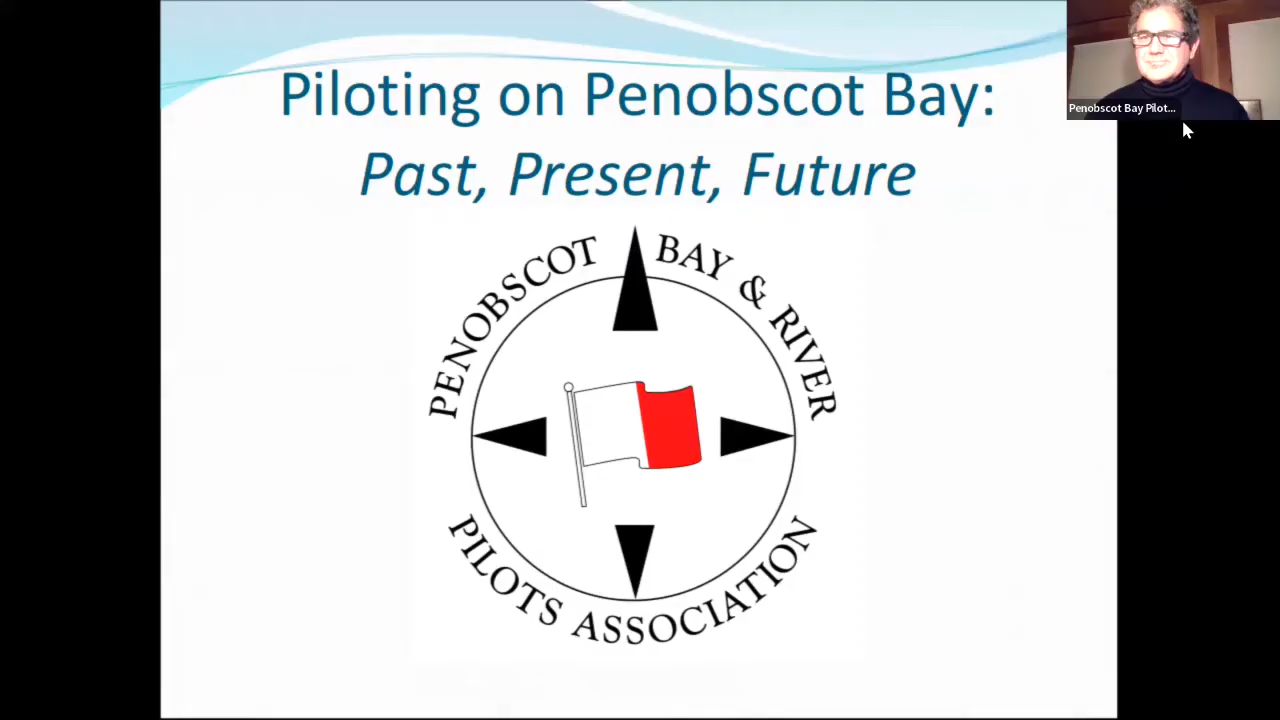 Piloting on Penobscot Bay:
Past, Present, Future
Penobscot Bay Pilot...
PENOBSCOT BAY & RIVER
PILOTS ASSOCIATION